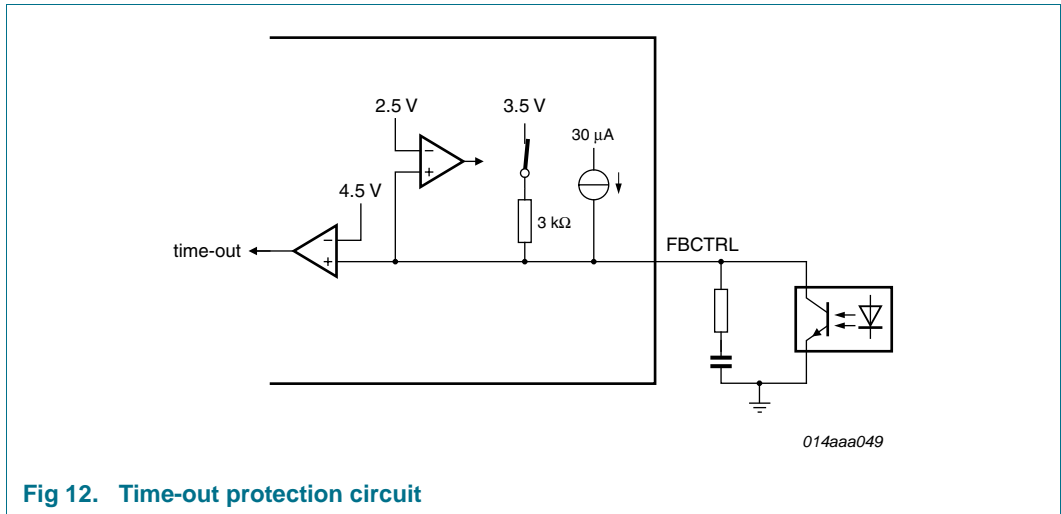 2.5 V
3.5 V
30 μA
4.5 V
−
+
3 kΩ
−
+
time-out
FBCTRL
014aaa049
Fig 12. Time-out protection circuit